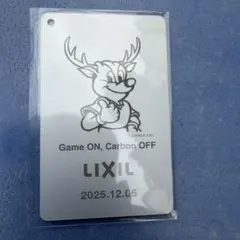 Game ON, Carbon OFF
LIXIL
2025.12.06